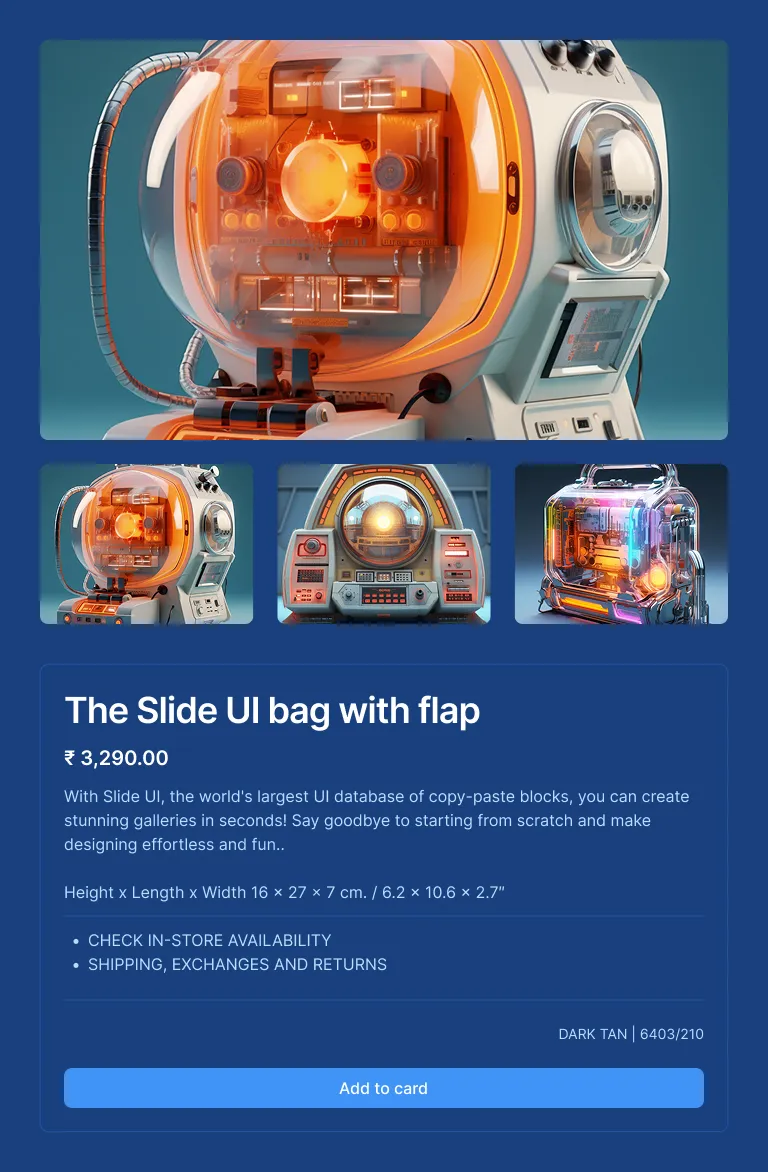 The Slide UI bag with flap
₹ 3,290.00
With Slide UI, the world's largest UI database of copy-paste blocks, you can create
stunning galleries in seconds! Say goodbye to starting from scratch and make
designing effortless and fun..
Height x Length x Width 16 × 27 × 7 cm. / 6.2 × 10.6 × 2.7″
• CHECK IN-STORE AVAILABILITY
• SHIPPING, EXCHANGES AND RETURNS
DARK TAN | 6403/210
Add to card